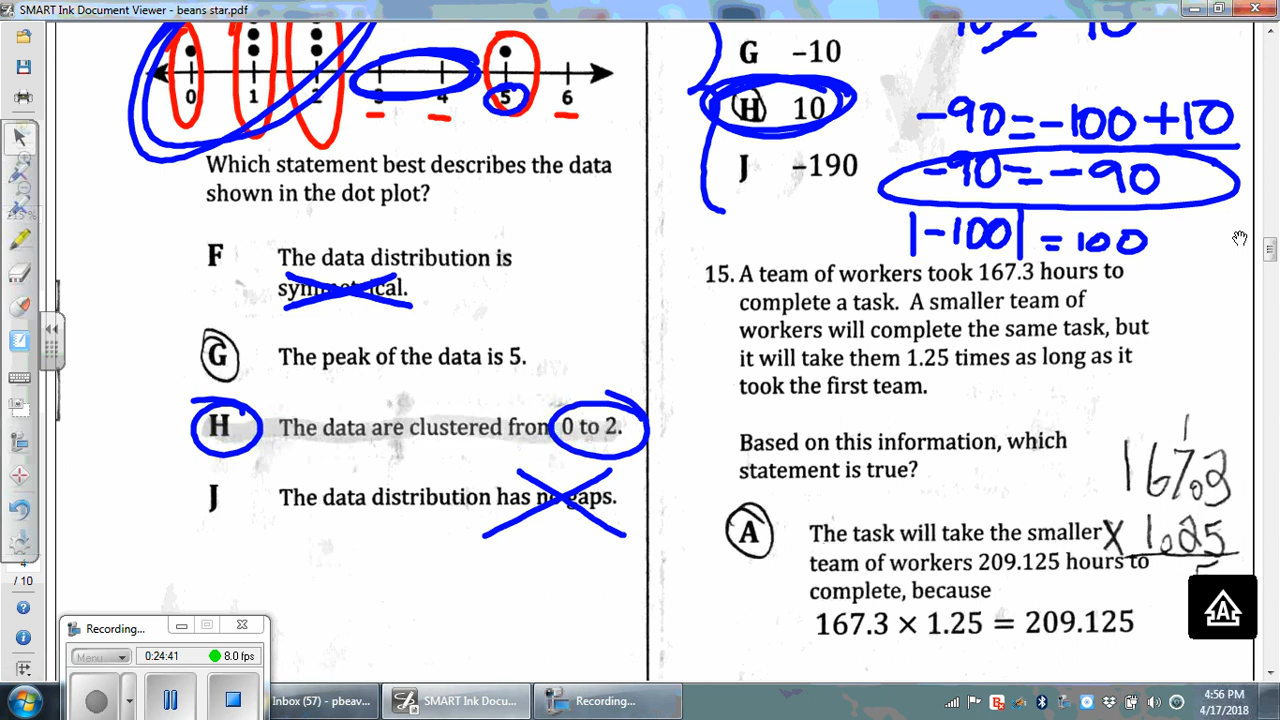 SMART Ink Document Viewer - beans star.pdf
0 1 2 3 4 5 6
Which statement best describes the data
shown in the dot plot?
F The data distribution is
symmetrical.
G The peak of the data is 5.
H The data are clustered from 0 to 2.
J The data distribution has no gaps.
G −10
H 10
J −190
-90=-100+10
-90=-90
|-100|=100
15. A team of workers took 167.3 hours to
complete a task. A smaller team of
workers will complete the same task, but
it will take them 1.25 times as long as it
took the first team.
Based on this information, which
statement is true?
1
167.3
X 1.25
5
A The task will take the smaller
team of workers 209.125 hours to
complete, because
167.3 × 1.25 = 209.125
4
/ 10
Recording...
Menu
0:24:41
8.0 fps
Inbox (57) - pbeav...
SMART Ink Docu...
Recording...
4:56 PM
4/17/2018